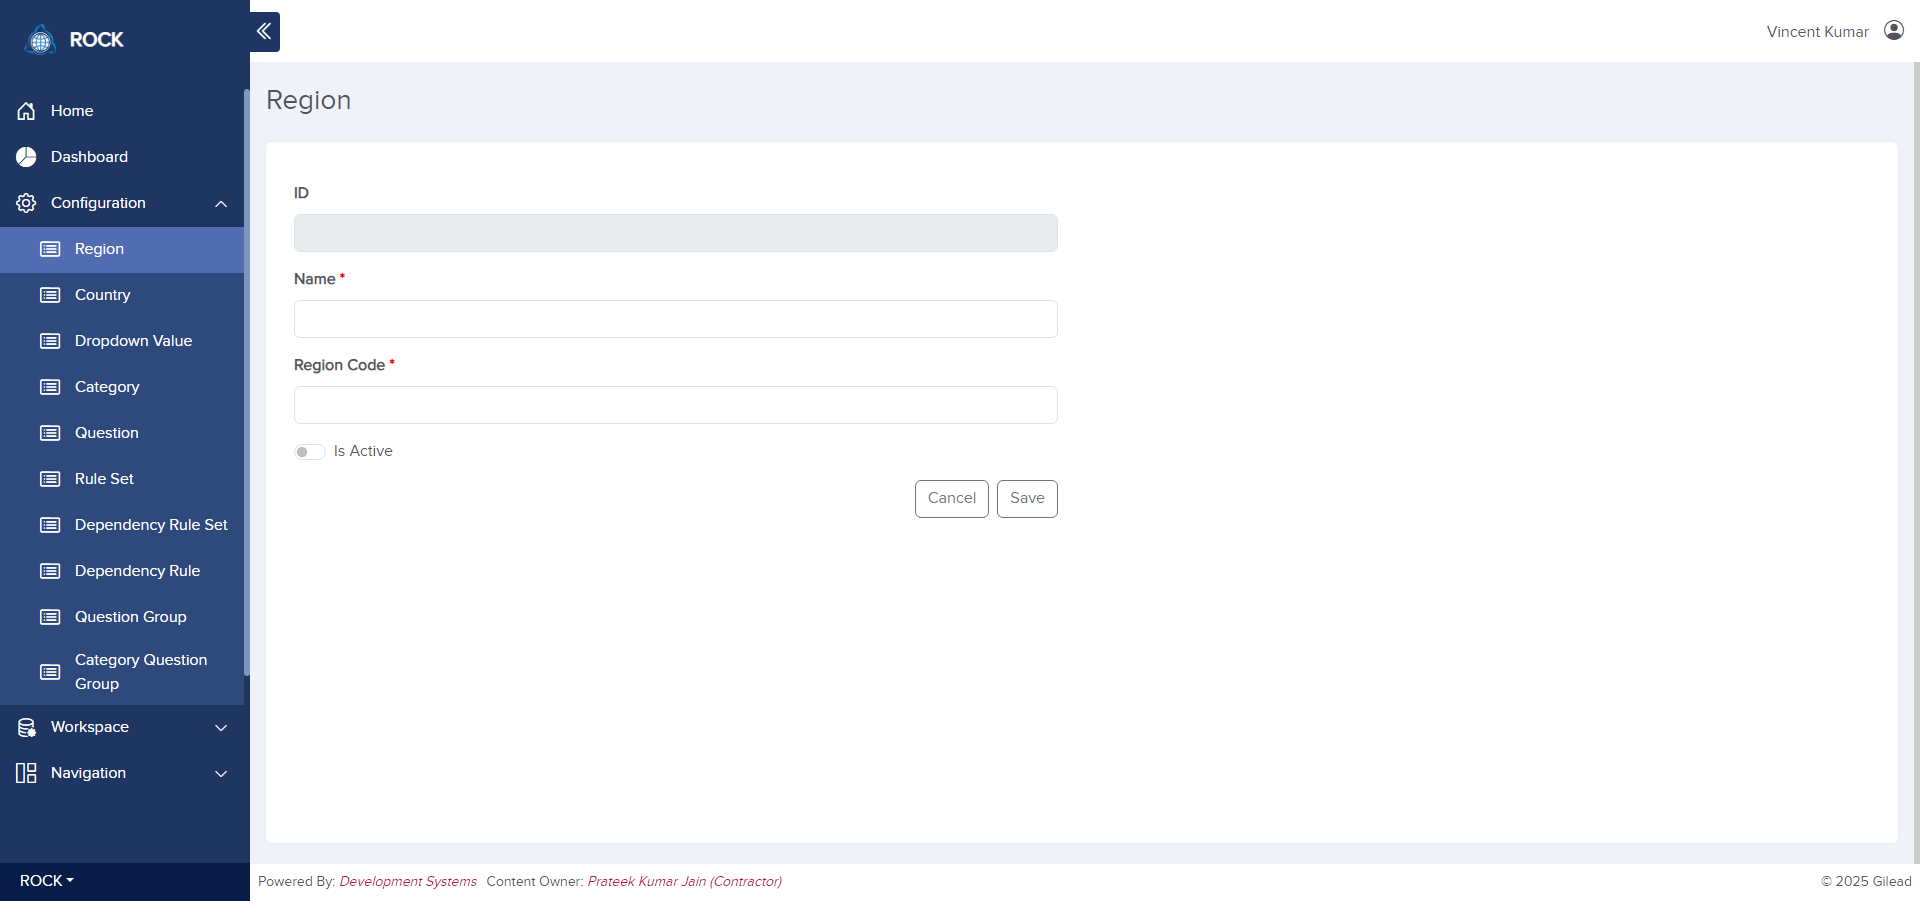 ROCK
Vincent Kumar
Home
Dashboard
Configuration
Region
Country
Dropdown Value
Category
Question
Rule Set
Dependency Rule Set
Dependency Rule
Question Group
Category Question
Group
Workspace
Navigation
ROCK
Region
ID
Name *
Region Code *
Is Active
Cancel Save
Powered By: Development Systems Content Owner: Prateek Kumar Jain (Contractor)
© 2025 Gilead